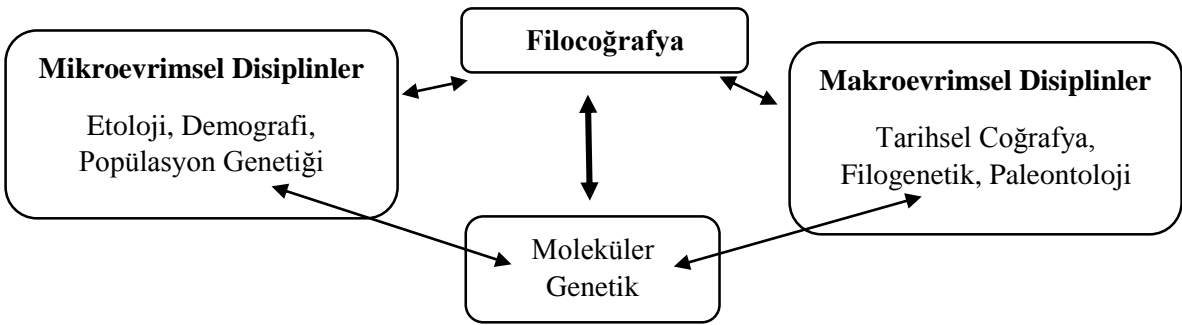 Filocoğrafya
Mikroevrimsel Disiplinler
Etoloji, Demografi,
Popülasyon Genetiği
Makroevrimsel Disiplinler
Tarihsel Coğrafya,
Filogenetik, Paleontoloji
Moleküler
Genetik